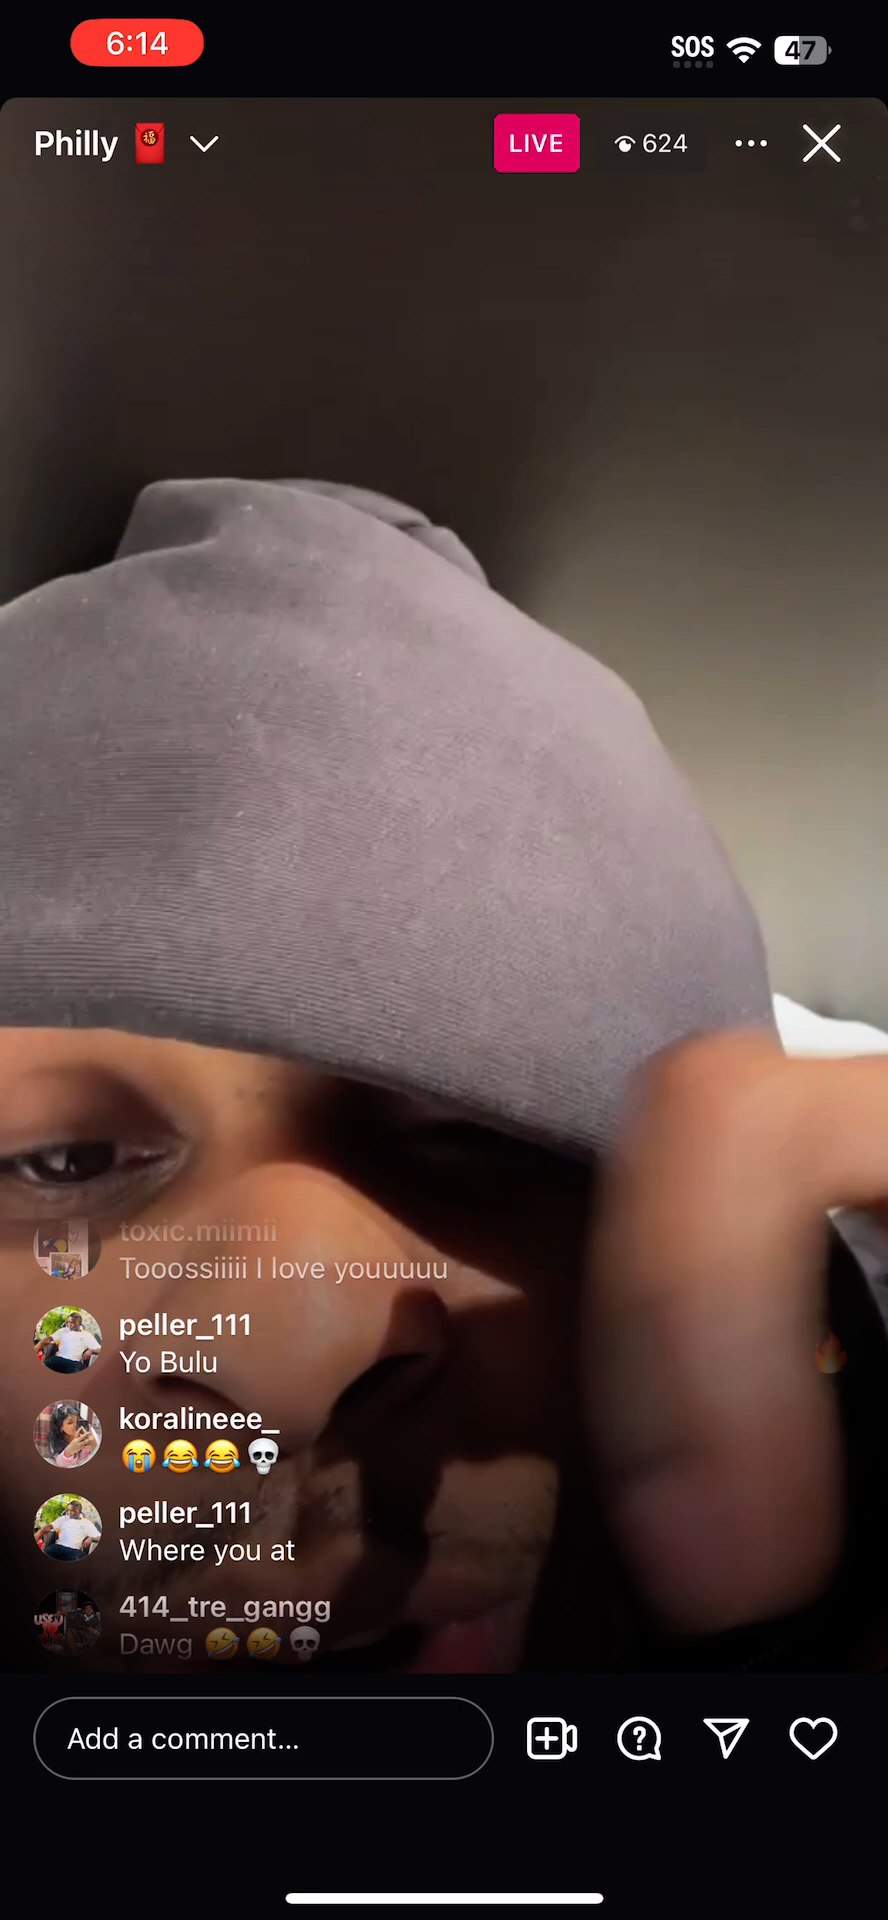 6:14
SOS
47
Philly 🧧
LIVE
624
toxic.miimii
Tooossiiiii I love youuuuu
peller_111
Yo Bulu
koralineee_
😭😂😂💀
peller_111
Where you at
414_tre_gangg
Dawg 🤣🤣💀
Add a comment...